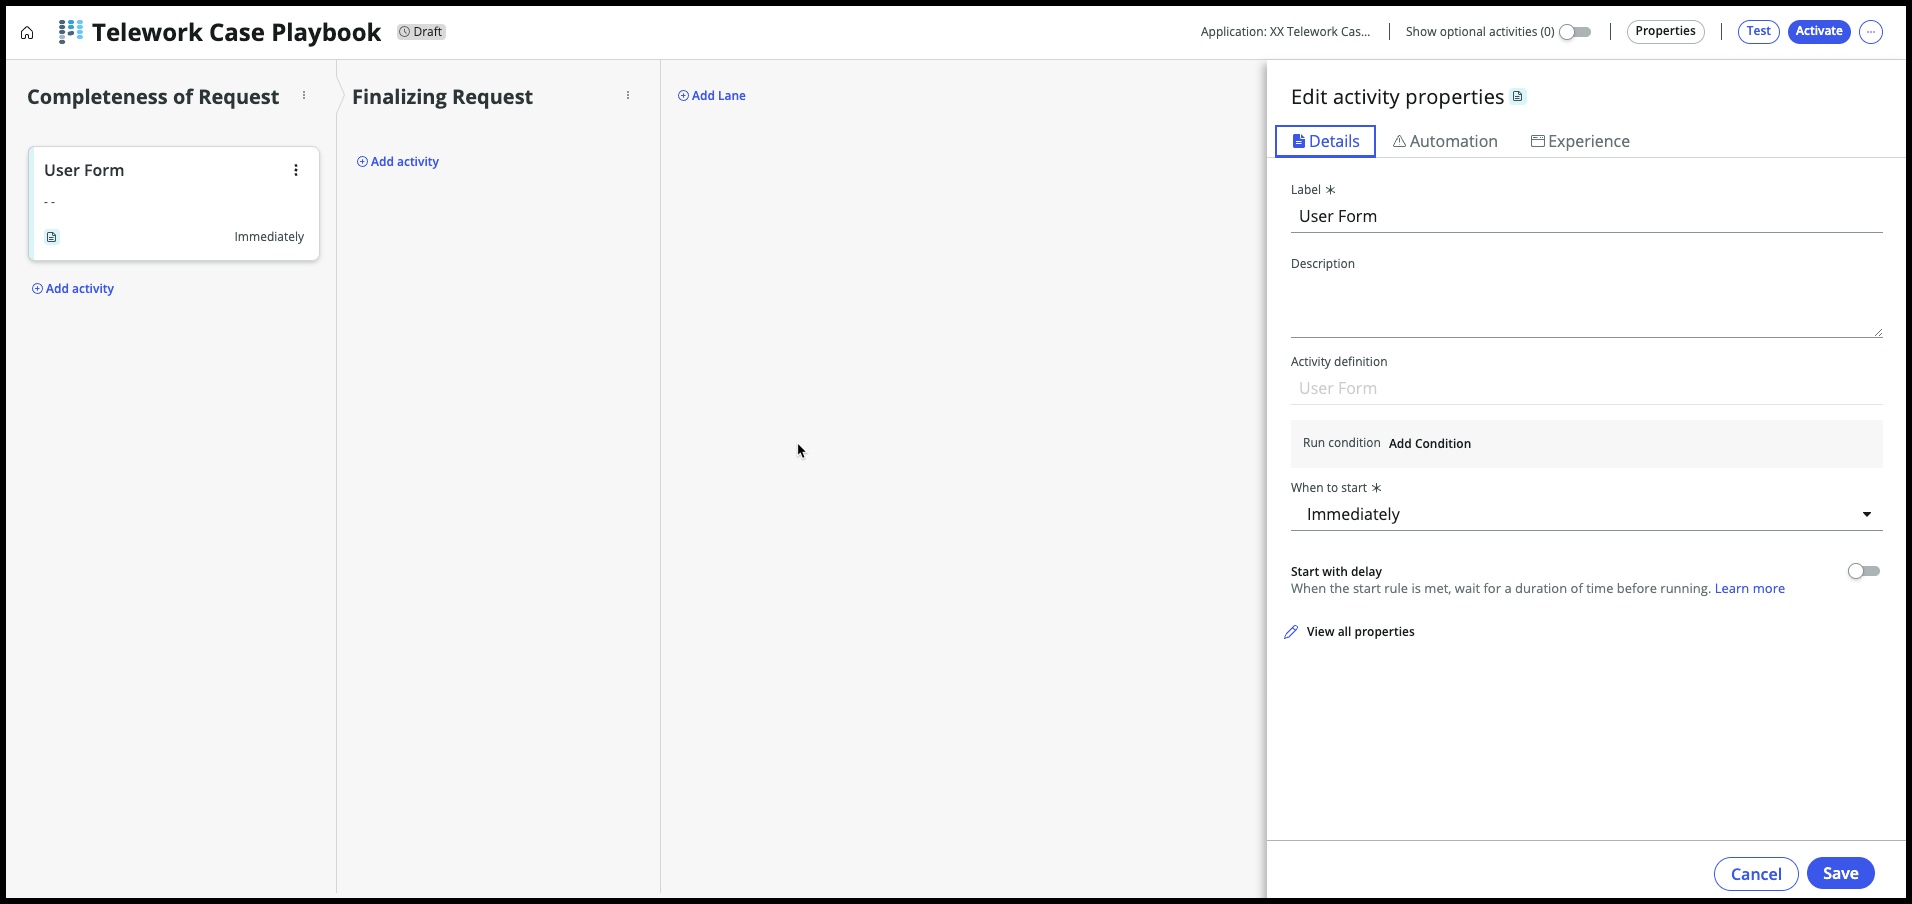 Telework Case Playbook
Draft
Application: XX Telework Cas...
Show optional activities (0)
Properties
Test
Activate
Completeness of Request
Finalizing Request
Add Lane
User Form
- -
Immediately
Add activity
Add activity
Edit activity properties
Details
Automation
Experience
Label *
User Form
Description
Activity definition
User Form
Run condition Add Condition
When to start *
Immediately
Start with delay
When the start rule is met, wait for a duration of time before running. Learn more
View all properties
Cancel
Save